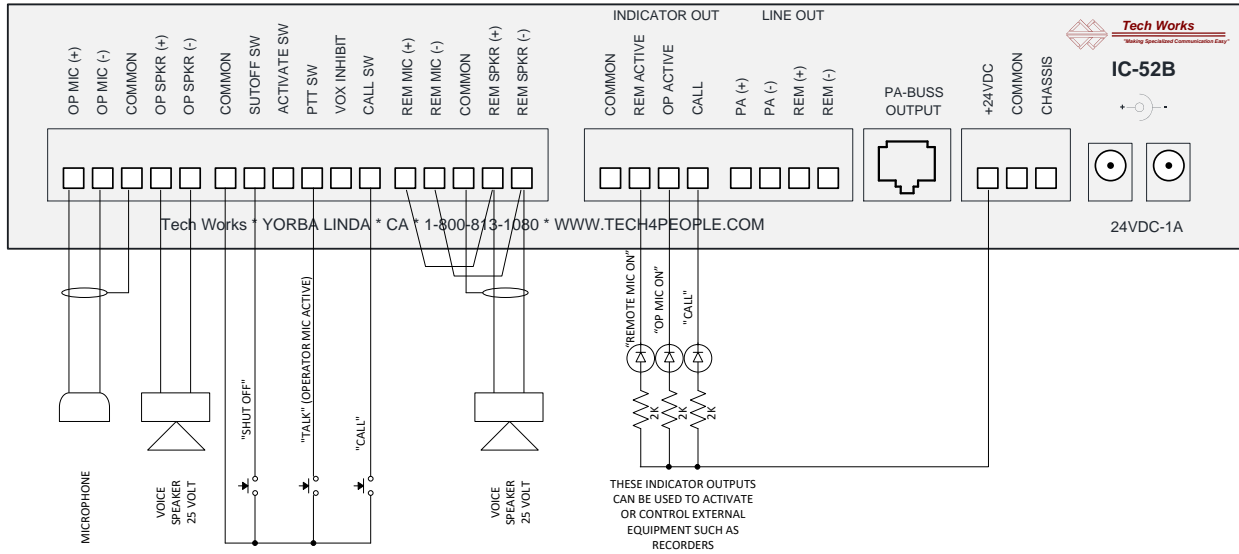 INDICATOR OUT
LINE OUT
Tech Works
"Making Specialized Communication Easy"
IC-52B
+ -
OP MIC (+)
OP MIC (-)
COMMON
OP SPKR (+)
OP SPKR (-)
COMMON
SUTOFF SW
ACTIVATE SW
PTT SW
VOX INHIBIT
CALL SW
REM MIC (+)
REM MIC (-)
COMMON
REM SPKR (+)
REM SPKR (-)
COMMON
REM ACTIVE
OP ACTIVE
CALL
PA (+)
PA (-)
REM (+)
REM (-)
PA-BUSS
OUTPUT
+24VDC
COMMON
CHASSIS
24VDC-1A
Tech Works * YORBA LINDA * CA * 1-800-813-1080 * WWW.TECH4PEOPLE.COM
"SHUT OFF"
"TALK" (OPERATOR MIC ACTIVE)
"CALL"
"REMOTE MIC ON"
"OP MIC ON"
"CALL"
2K
2K
2K
MICROPHONE
VOICE
SPEAKER
25 VOLT
VOICE
SPEAKER
25 VOLT
THESE INDICATOR OUTPUTS
CAN BE USED TO ACTIVATE
OR CONTROL EXTERNAL
EQUIPMENT SUCH AS
RECORDERS